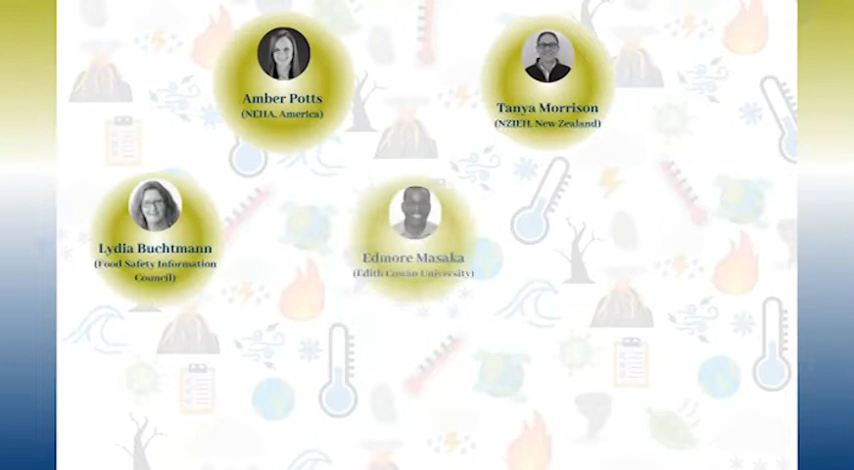 Amber Potts
(NEHA, America)
Tanya Morrison
(NZIEH, New Zealand)
Lydia Buchtmann
(Food Safety Information
Council)
Edmore Masaka
(Edith Cowan University)